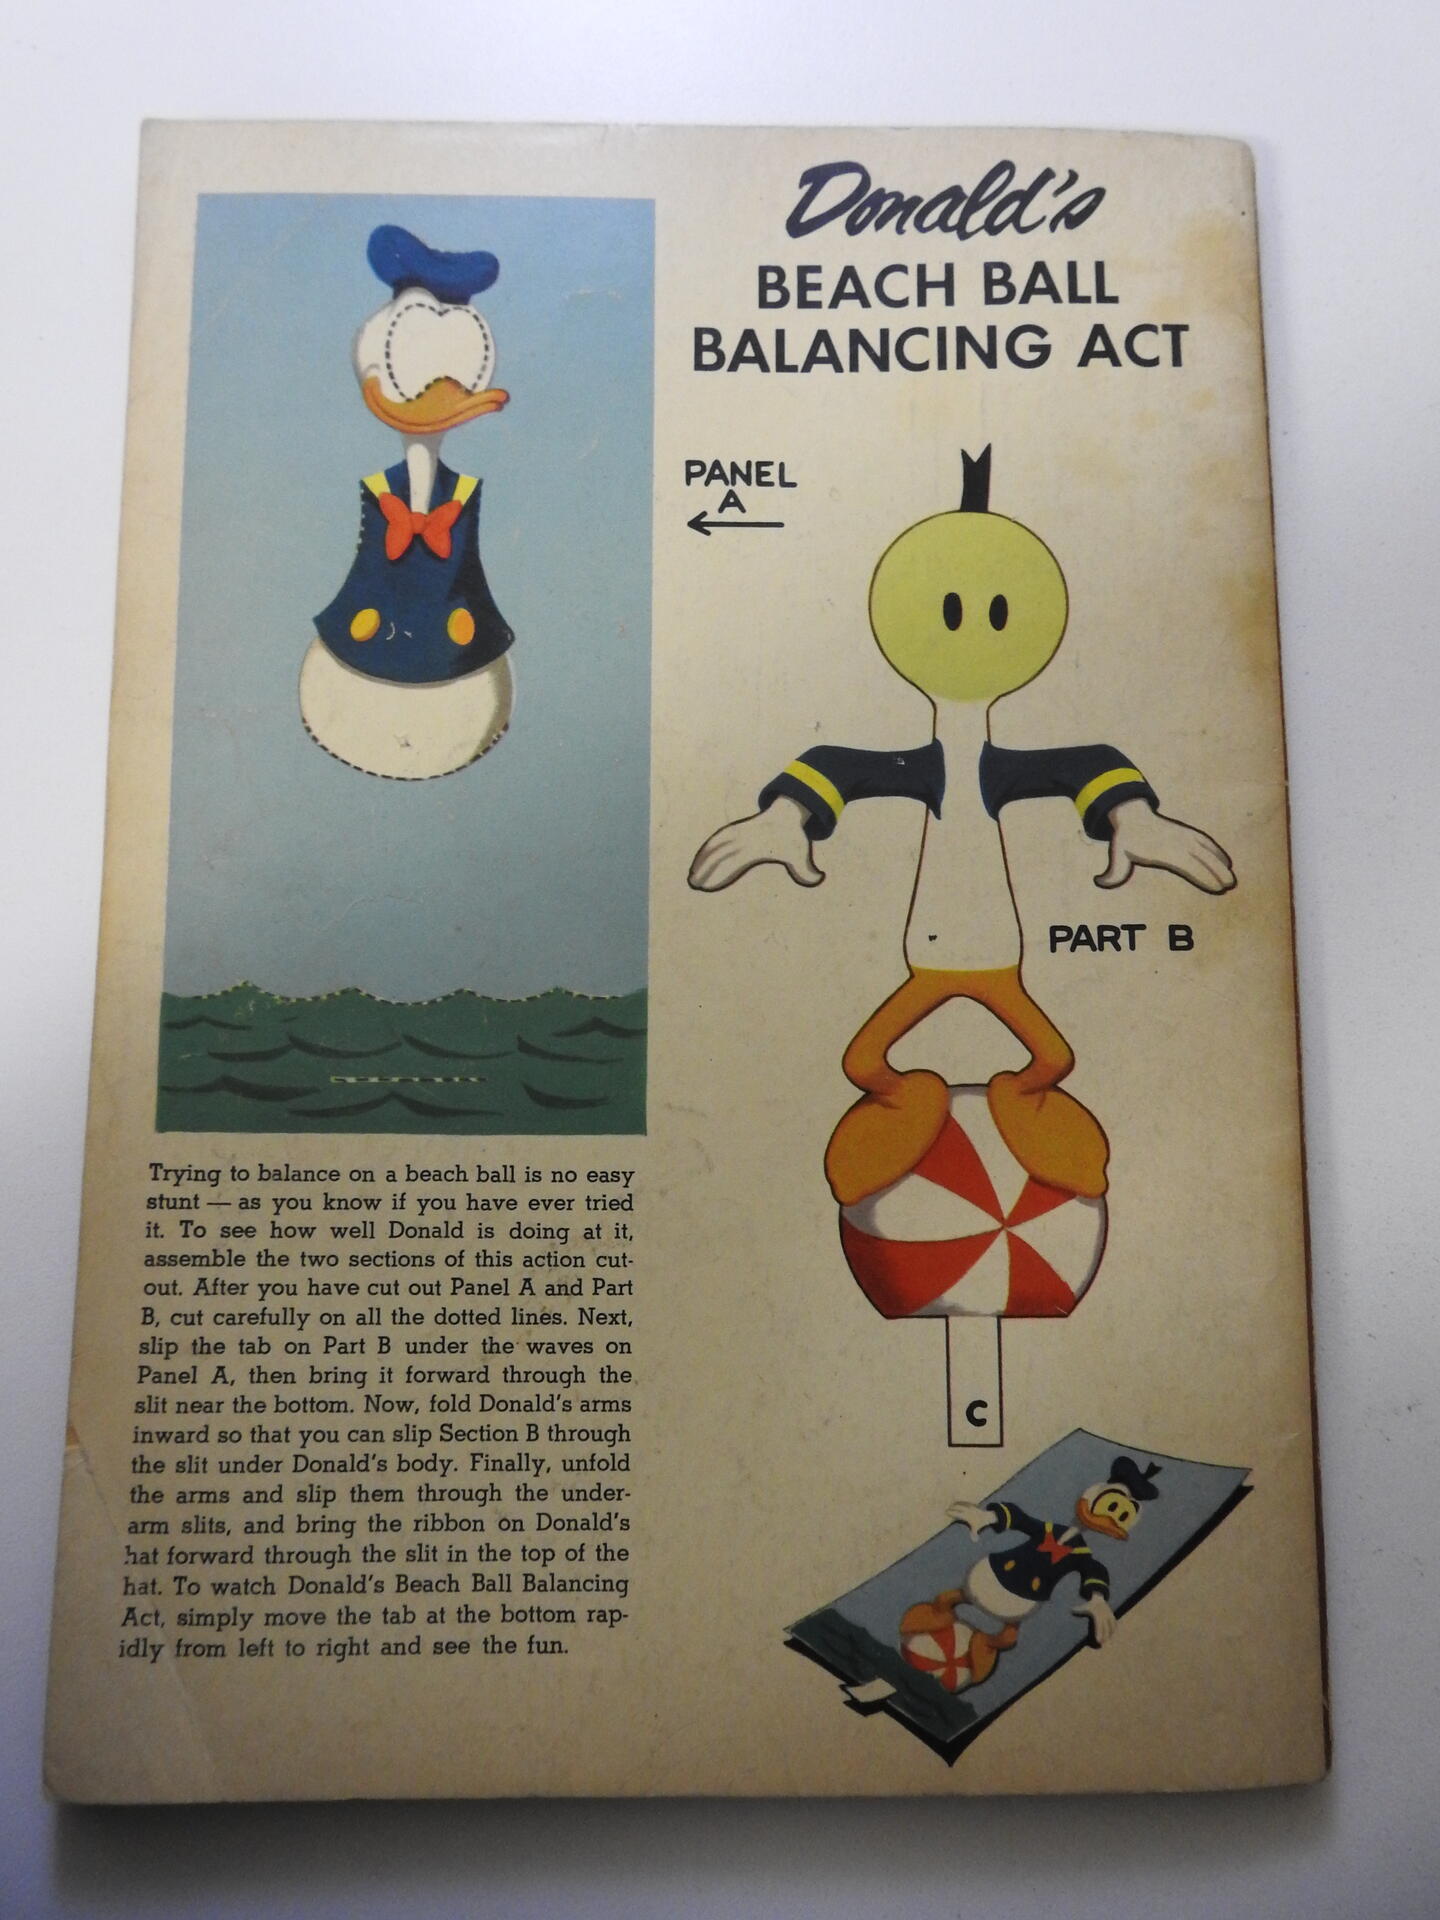 Donald's
BEACH BALL
BALANCING ACT
PANEL
A
PART B
C
Trying to balance on a beach ball is no easy
stunt — as you know if you have ever tried
it. To see how well Donald is doing at it,
assemble the two sections of this action cut-
out. After you have cut out Panel A and Part
B, cut carefully on all the dotted lines. Next,
slip the tab on Part B under the waves on
Panel A, then bring it forward through the
slit near the bottom. Now, fold Donald's arms
inward so that you can slip Section B through
the slit under Donald's body. Finally, unfold
the arms and slip them through the under-
arm slits, and bring the ribbon on Donald's
hat forward through the slit in the top of the
hat. To watch Donald's Beach Ball Balancing
Act, simply move the tab at the bottom rap-
idly from left to right and see the fun.